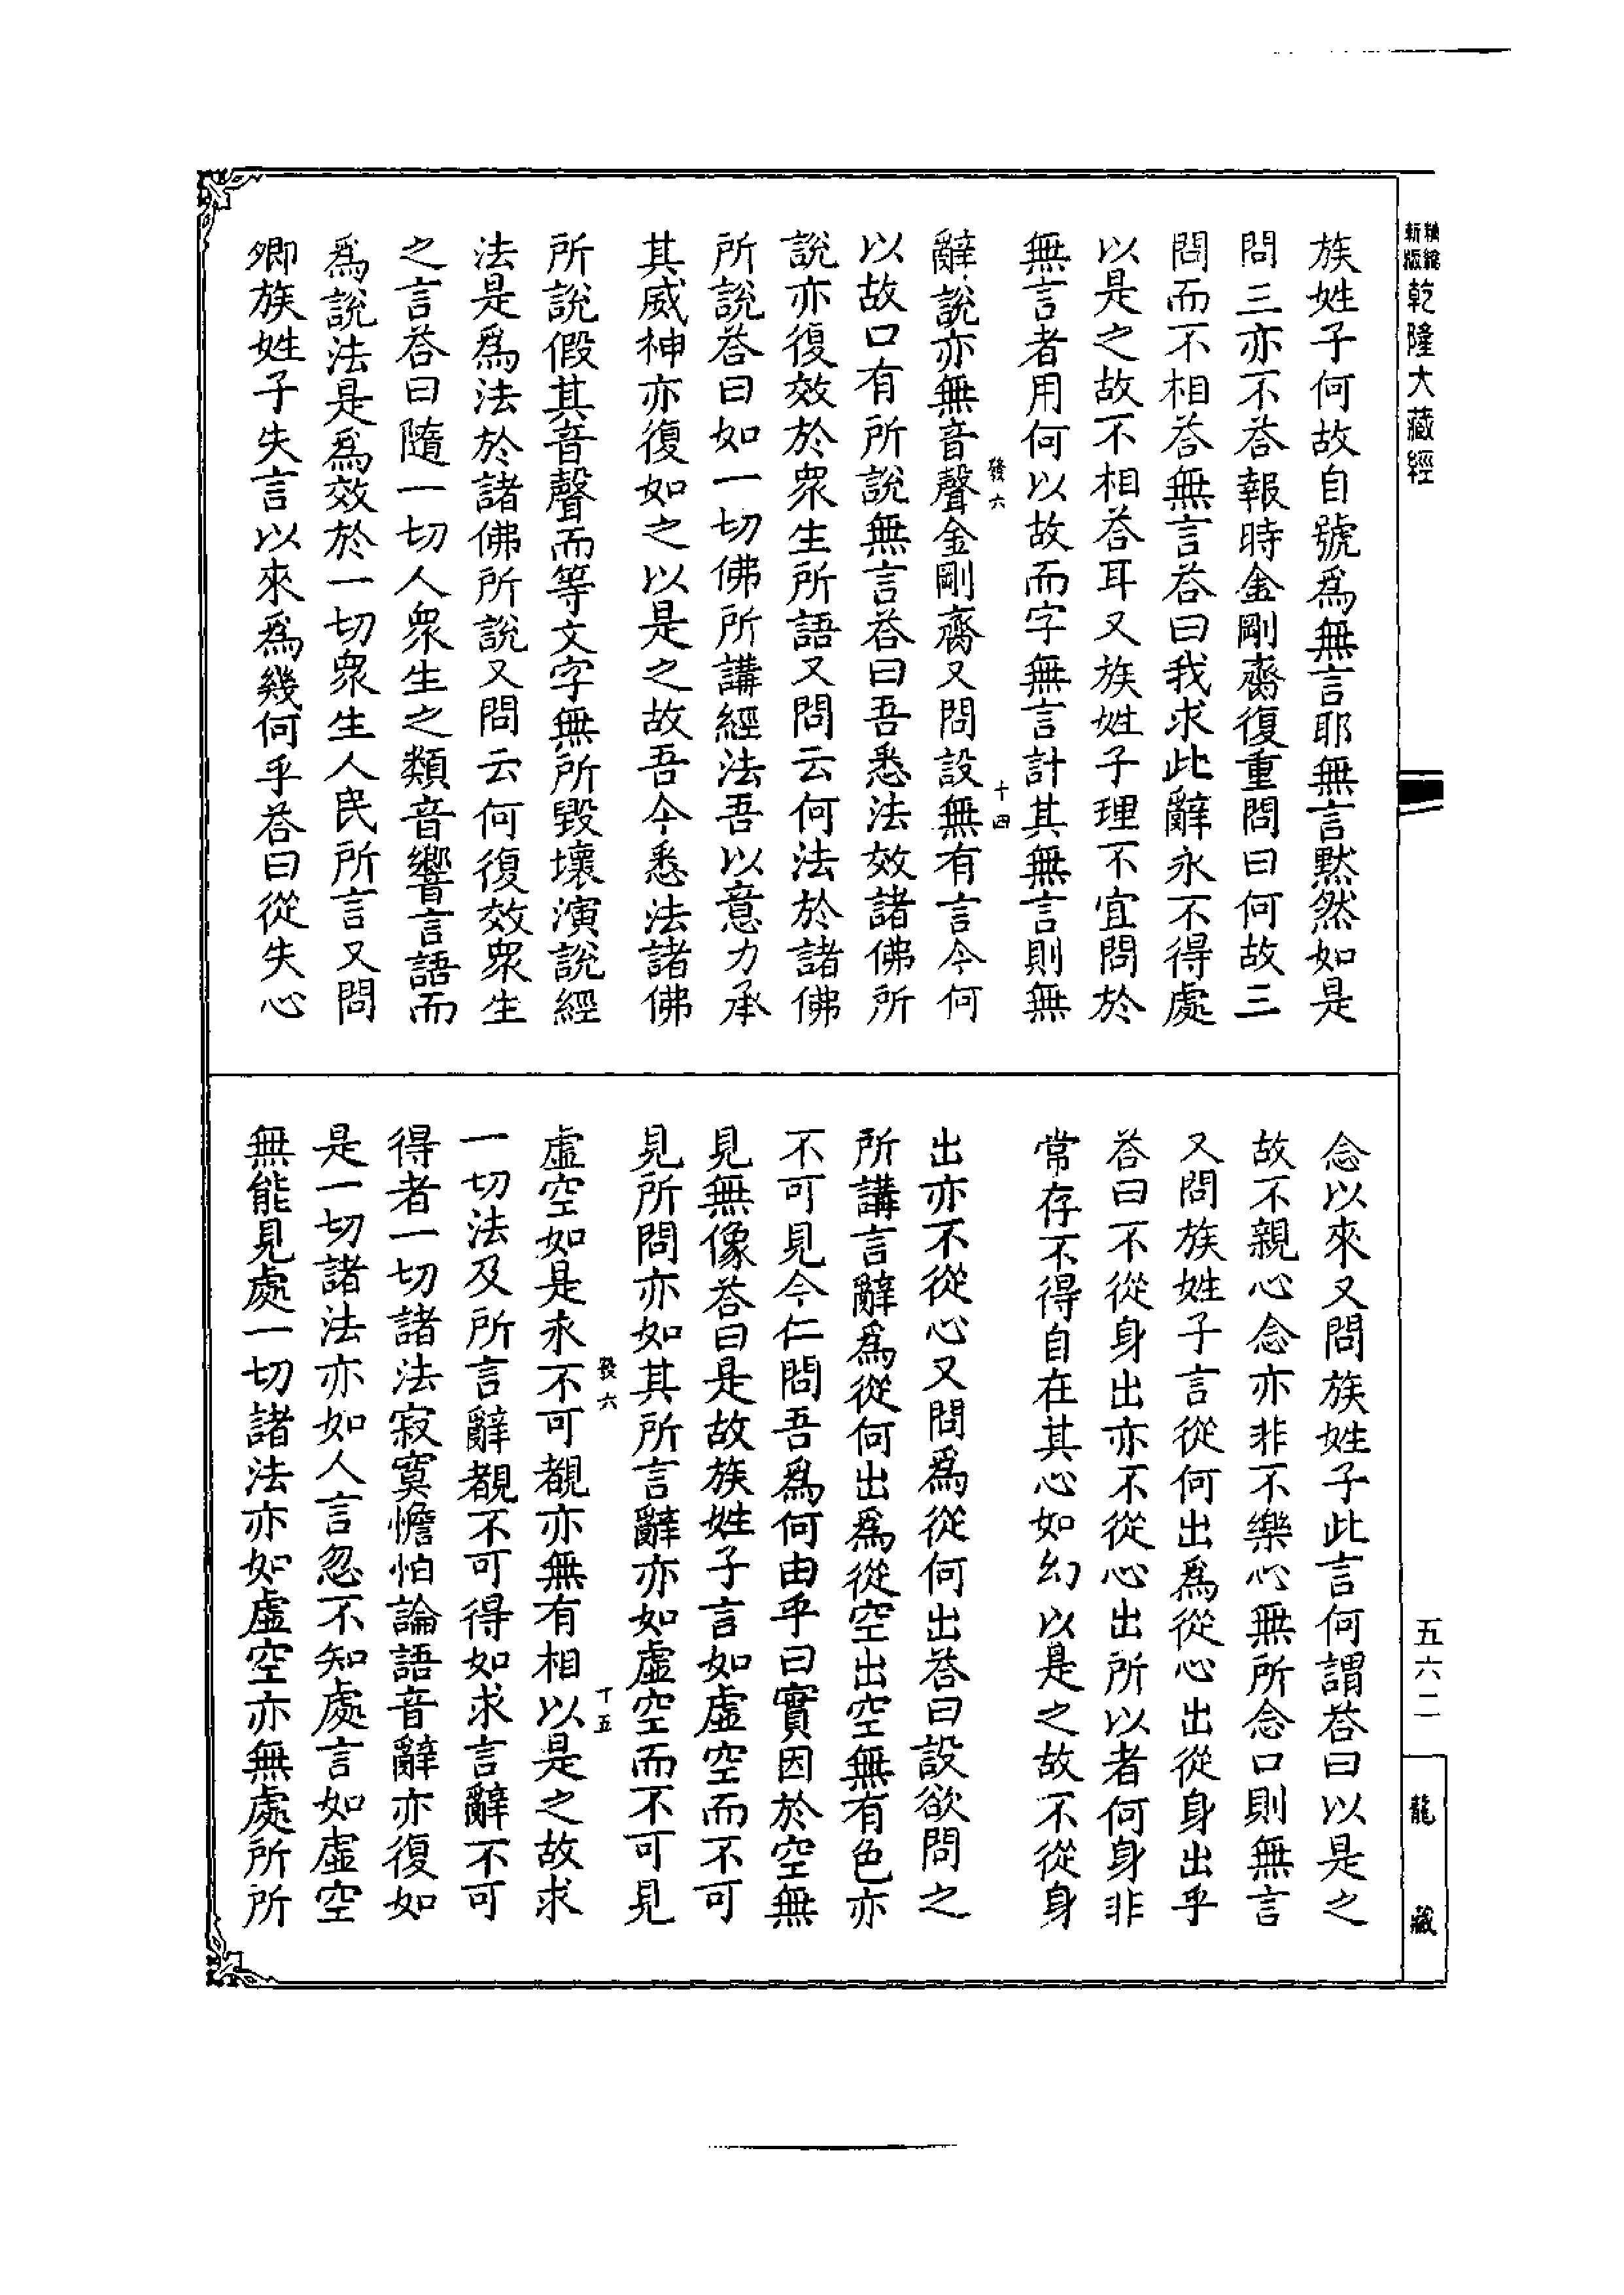 新編縮版乾隆大藏經
族姓子何故自號為無言耶無言黙然如是
問三亦不荅報時金剛齋復重問曰何故三
問而不相荅無言荅曰我求此辭永不得處
以是之故不相荅耳又族姓子理不宜問於
無言者用何以故而字無言計其無言則無
發六
十四
辭說亦無音聲金剛齋又問設無有言今何
以故口有所說無言荅曰吾悉法效諸佛所
說亦復效於衆生所語又問云何法於諸佛
所說荅曰如一切佛所講經法吾以意力承
其威神亦復如之以是之故吾今悉法諸佛
所說假其音聲而等文字無所毀壞演說經
法是為法於諸佛所說又問云何復效衆生
之言荅曰隨一切人衆生之類音響言語而
為說法是為效於一切衆生人民所言又問
卿族姓子失言以來為幾何乎荅曰從失心
念以來又問族姓子此言何謂荅曰以是之
故不親心念亦非不樂心無所念口則無言
又問族姓子言從何出為從心出從身出乎
荅曰不從身出亦不從心出所以者何身非
常存不得自在其心如幻以是之故不從身
出亦不從心又問為從何出荅曰設欲問之
所講言辭為從何出為從空出空無有色亦
不可見今仁問吾為何由乎曰實因於空無
見無像荅曰是故族姓子言如虛空而不可
見所問亦如其所言辭亦如虛空而不可見
發六
十五
虛空如是永不可覩亦無有相以是之故求
一切法及所言辭覩不可得如求言辭不可
得者一切諸法寂寞憺怕論語音辭亦復如
是一切諸法亦如人言忽不知處言如虛空
無能見處一切諸法亦如虛空亦無處所所
五六二
龍藏